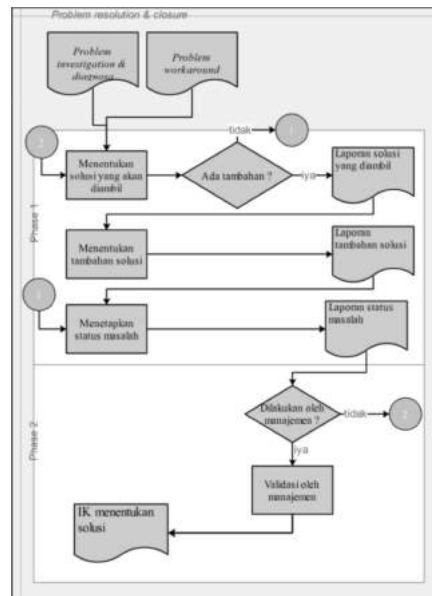 Problem resolution & closure
Problem
investigation &
diagnosa
Problem
workaround
tidak
2
1
Menentukan
solusi yang akan
diambil
Ada tambahan ?
iya
Laporan solusi
yang diambil
Phase 1
Menentukan
tambahan solusi
Laporan
tambahan solusi
Menetapkan
status masalah
Laporan status
masalah
Phase 2
Dilakukan oleh
manajemen ?
tidak
2
iya
Validasi oleh
manajemen
IK menentukan
solusi